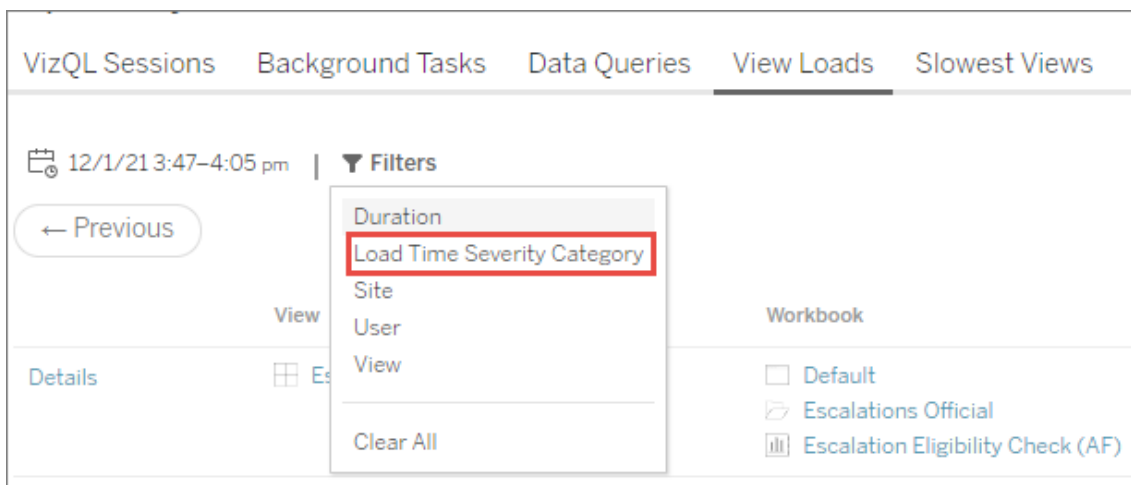 VizQL Sessions Background Tasks Data Queries View Loads Slowest Views
12/1/21 3:47–4:05 pm | Filters
← Previous
Duration
Load Time Severity Category
Site
User
View
Clear All
View Workbook
Details Es Default
Escalations Official
Escalation Eligibility Check (AF)